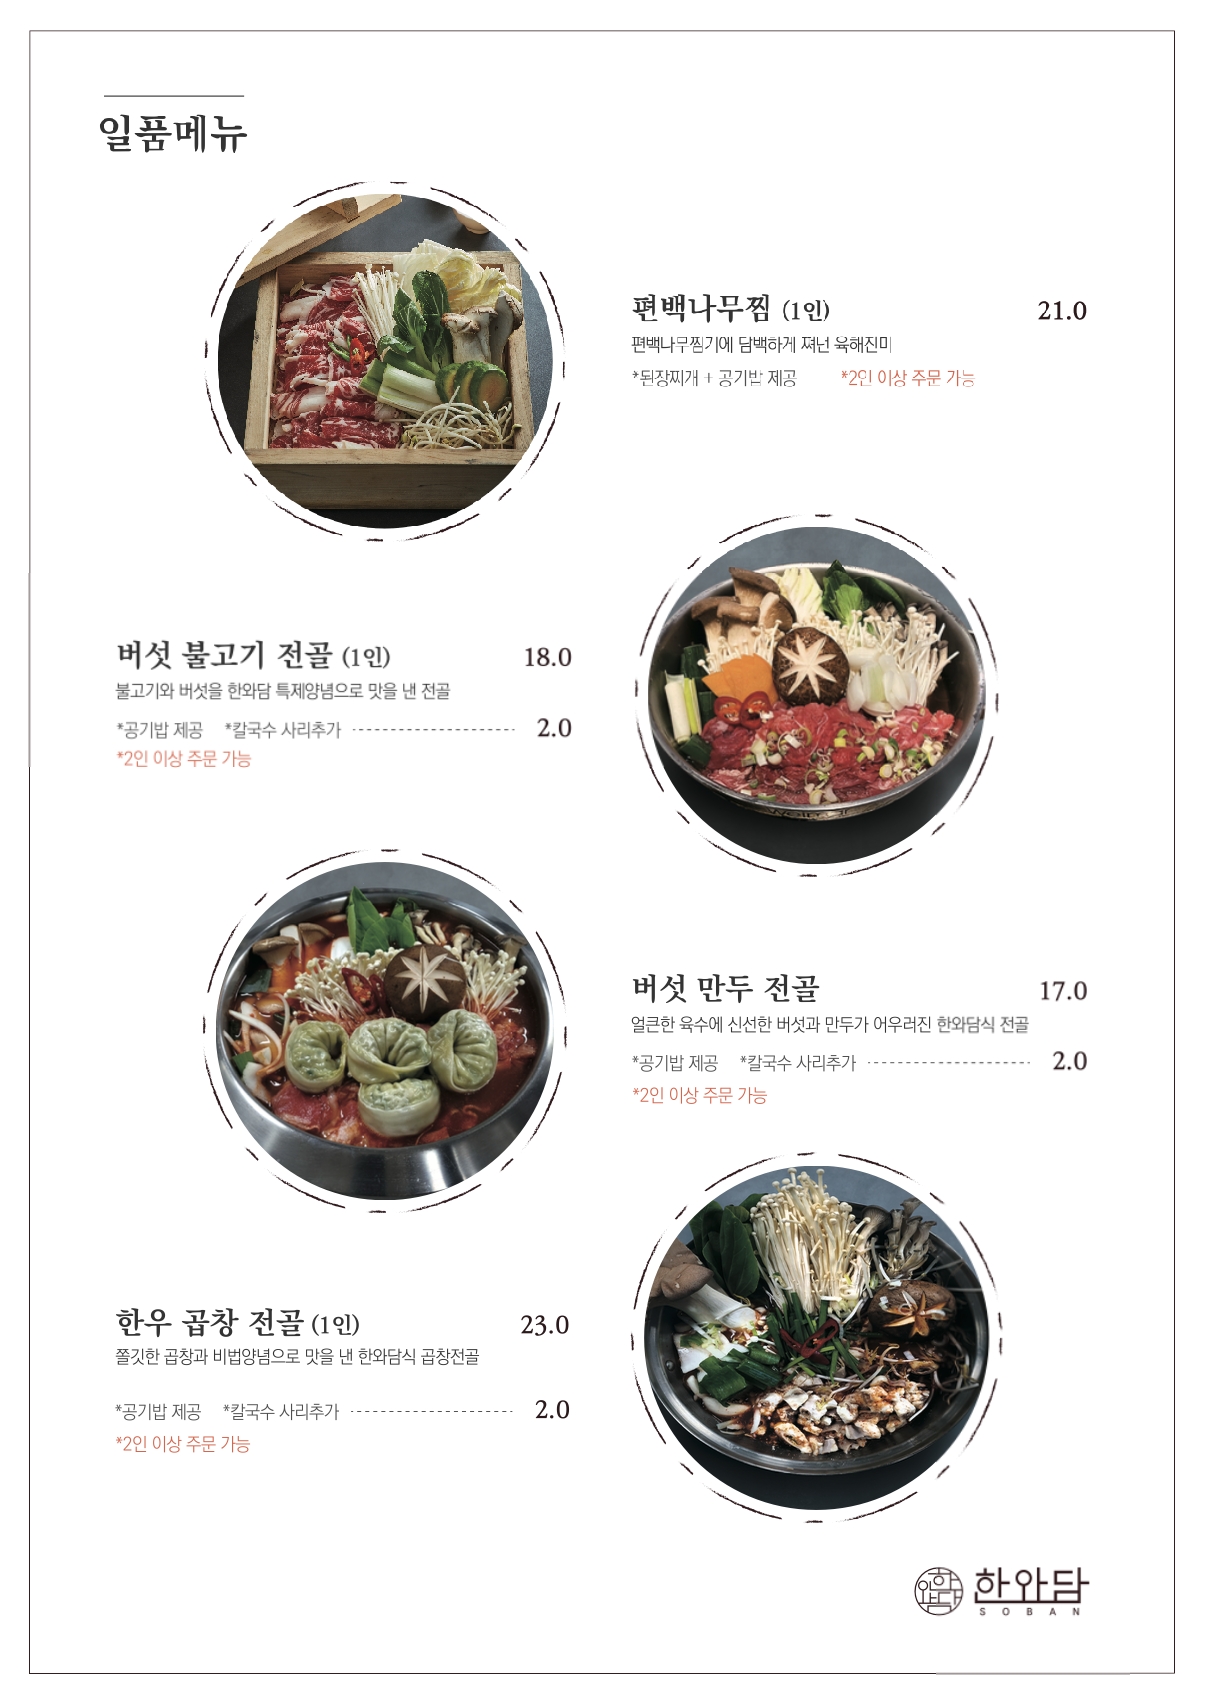 일품메뉴
편백나무찜 (1인) 21.0
편백나무찜기에 담백하게 져넌 육해진미
*된장찌개 + 공기밥 제공 *2인 이상 주문 가능
버섯 불고기 전골 (1인) 18.0
불고기와 버섯을 한와담 특제양념으로 맛을 낸 전골
*공기밥 제공 *칼국수 사리추가 2.0
*2인 이상 주문 가능
버섯 만두 전골 17.0
얼큰한 육수에 신선한 버섯과 만두가 어우러진 한와담식 전골
*공기밥 제공 *칼국수 사리추가 2.0
*2인 이상 주문 가능
한우 곱창 전골 (1인) 23.0
쫄깃한 곱창과 비법양념으로 맛을 낸 한와담식 곱창전골
*공기밥 제공 *칼국수 사리추가 2.0
*2인 이상 주문 가능
한와담 한와담
SOBAN